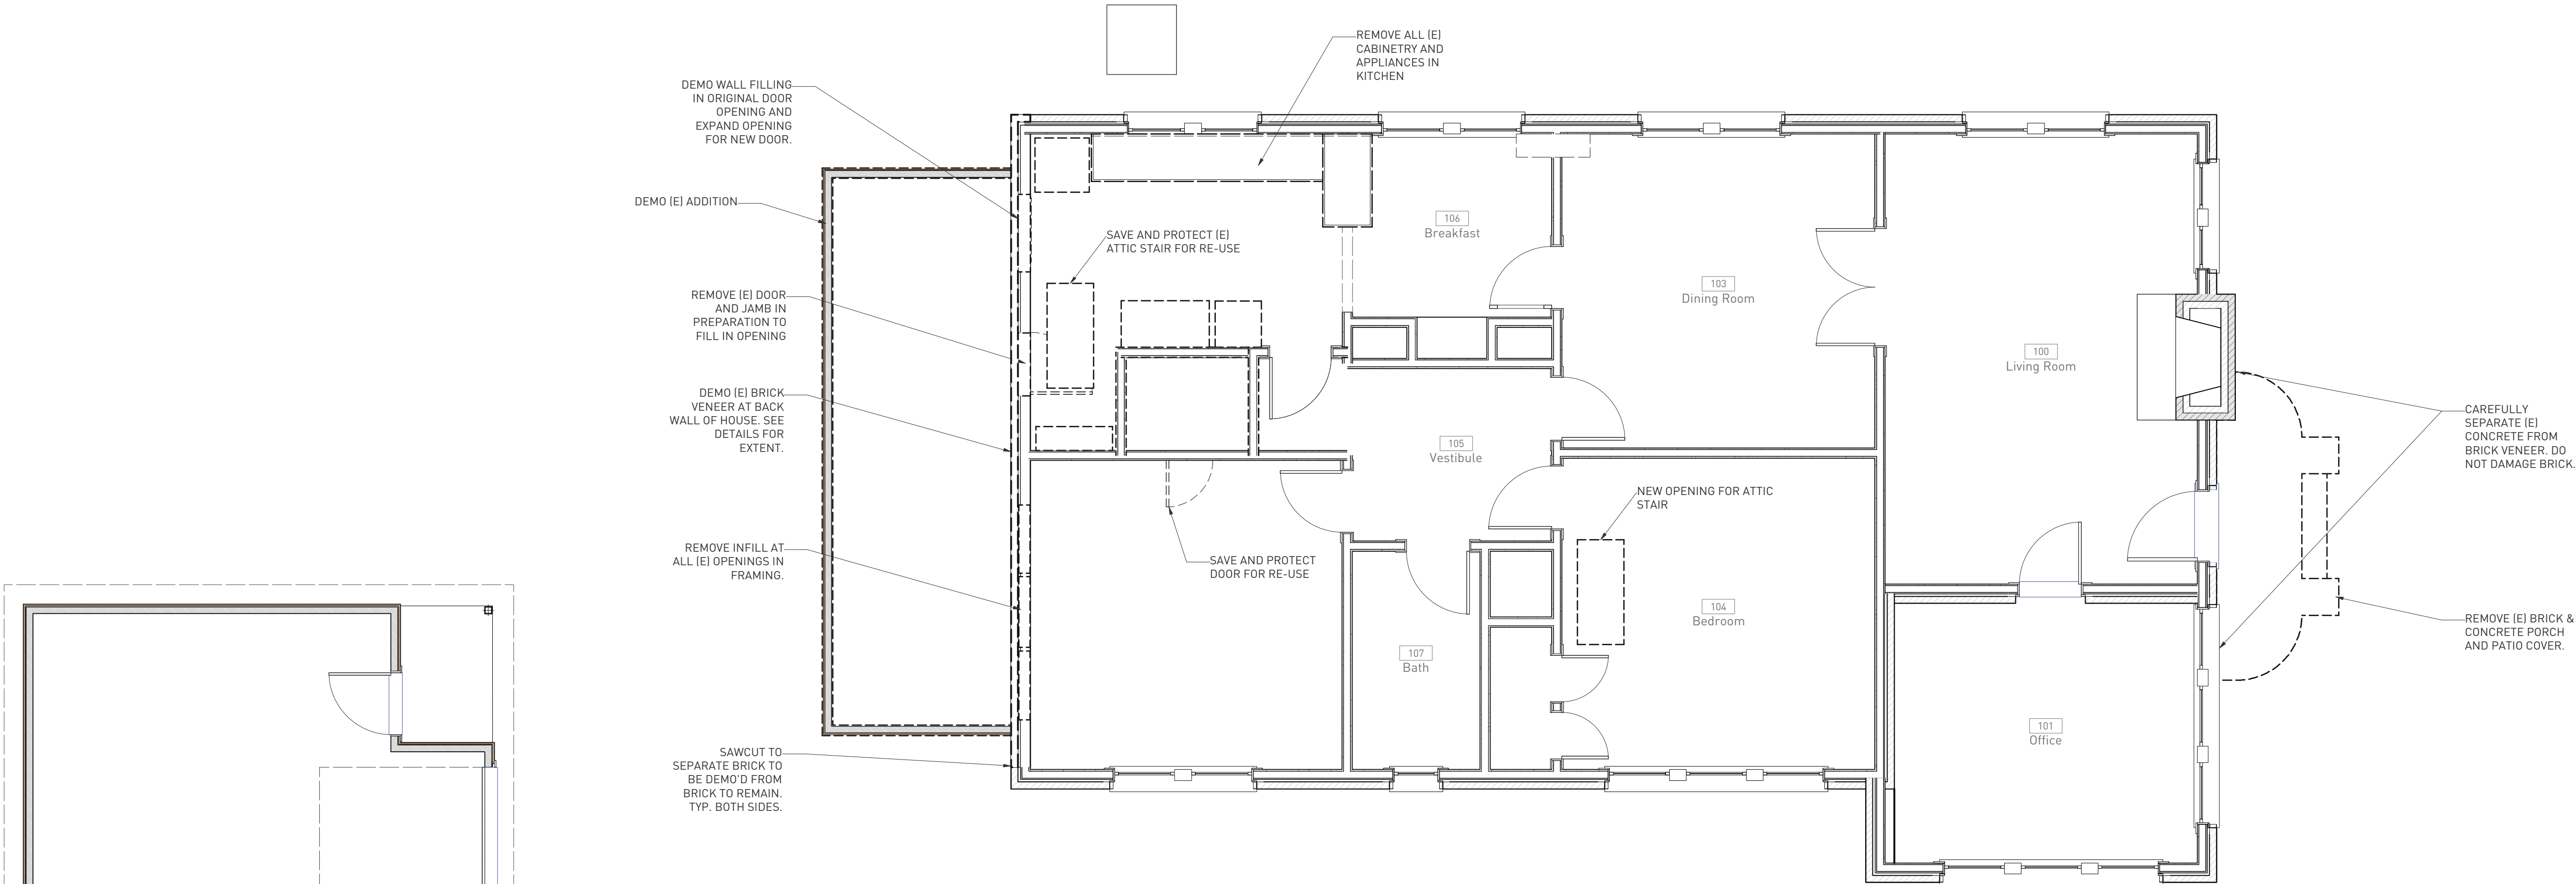 REMOVE ALL (E)
CABINETRY AND
APPLIANCES IN
KITCHEN
DEMO WALL FILLING
IN ORIGINAL DOOR
OPENING AND
EXPAND OPENING
FOR NEW DOOR.
DEMO (E) ADDITION
SAVE AND PROTECT (E)
ATTIC STAIR FOR RE-USE
106
Breakfast
103
Dining Room
REMOVE (E) DOOR
AND JAMB IN
PREPARATION TO
FILL IN OPENING
100
Living Room
DEMO (E) BRICK
VENEER AT BACK
WALL OF HOUSE. SEE
DETAILS FOR
EXTENT.
105
Vestibule
CAREFULLY
SEPARATE (E)
CONCRETE FROM
BRICK VENEER. DO
NOT DAMAGE BRICK.
NEW OPENING FOR ATTIC
STAIR
REMOVE INFILL AT
ALL (E) OPENINGS IN
FRAMING.
SAVE AND PROTECT
DOOR FOR RE-USE
104
Bedroom
REMOVE (E) BRICK &
CONCRETE PORCH
AND PATIO COVER.
107
Bath
101
Office
SAWCUT TO
SEPARATE BRICK TO
BE DEMO'D FROM
BRICK TO REMAIN.
TYP. BOTH SIDES.